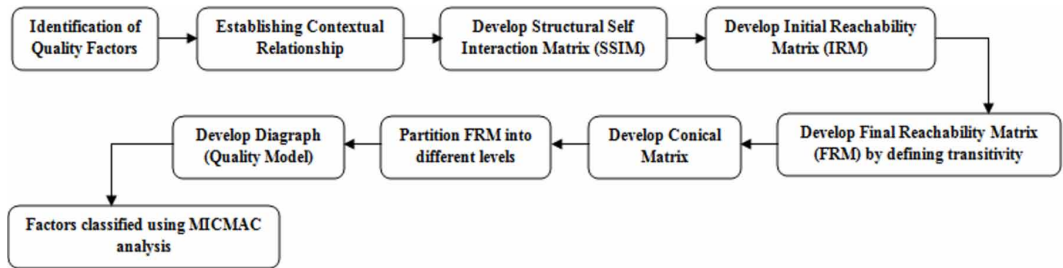 Identification of
Quality Factors
Establishing Contextual
Relationship
Develop Structural Self
Interaction Matrix (SSIM)
Develop Initial Reachability
Matrix (IRM)
Develop Final Reachability Matrix
(FRM) by defining transitivity
Develop Conical
Matrix
Partition FRM into
different levels
Develop Diagraph
(Quality Model)
Factors classified using MICMAC
analysis